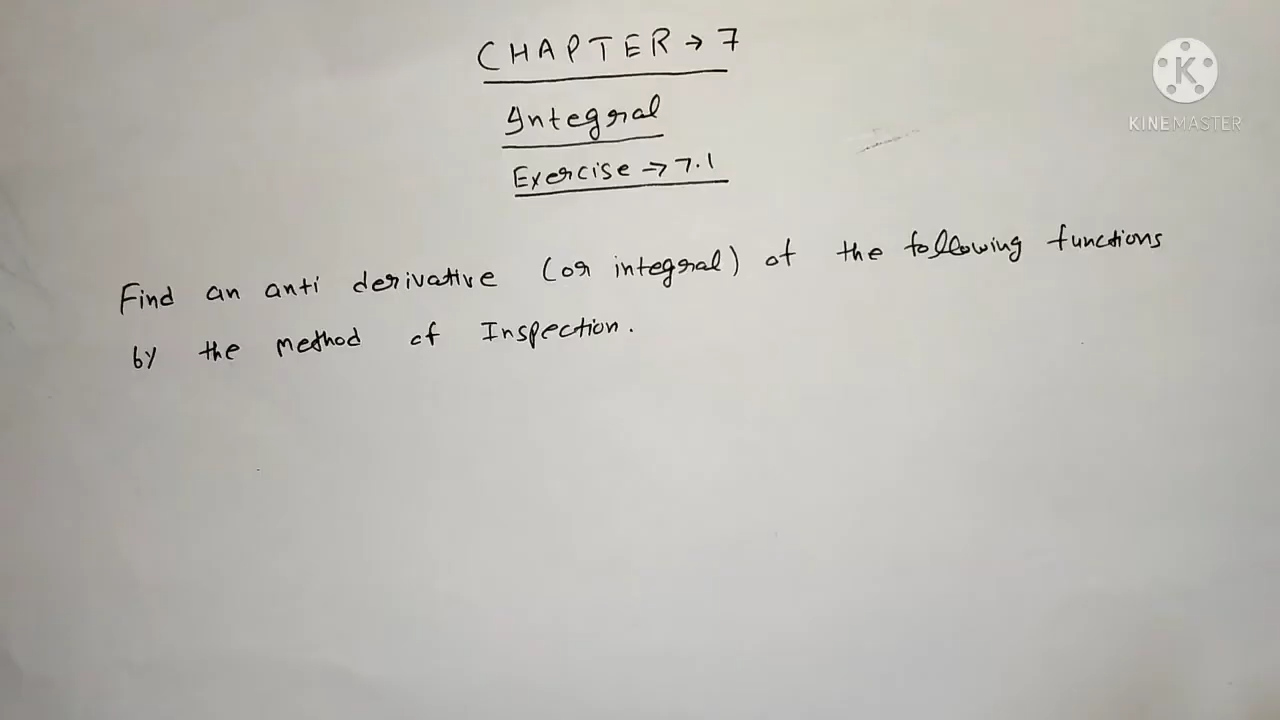 CHAPTER → 7
Integral
Exercise → 7.1
Find an anti derivative (or integral) of the following functions
by the method of Inspection.
K
KINEMASTER